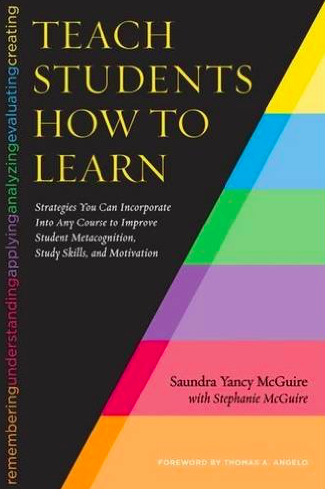 TEACH
STUDENTS
HOW TO
LEARN
Strategies You Can Incorporate
Into Any Course to Improve
Student Metacognition,
Study Skills, and Motivation
rememberingunderstandingapplyinganalyzingevaluatingcreating
Saundra Yancy McGuire
with Stephanie McGuire
FOREWORD BY THOMAS A. ANGELO